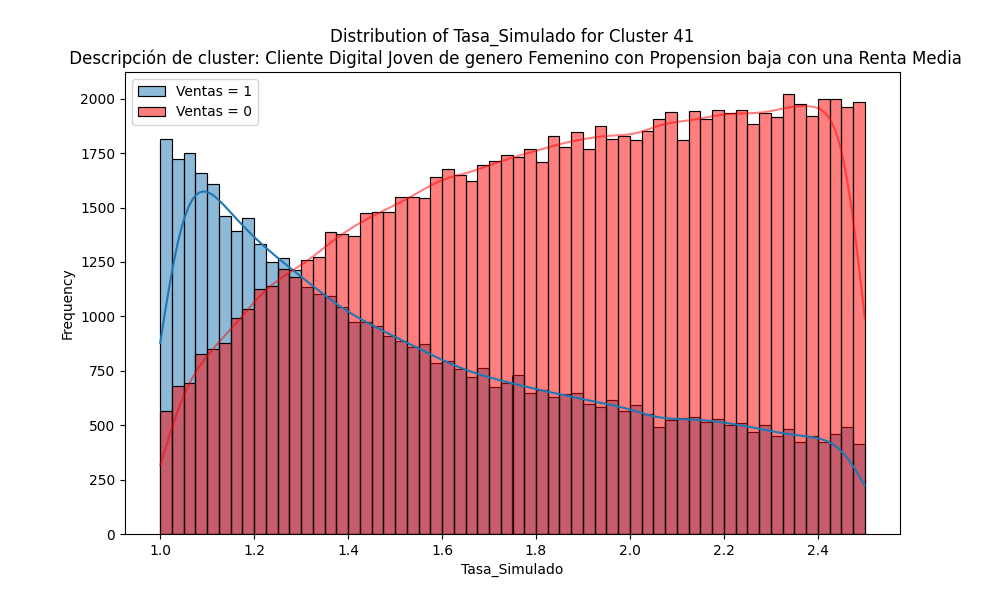 Distribution of Tasa_Simulado for Cluster 41
Descripción de cluster: Cliente Digital Joven de genero Femenino con Propension baja con una Renta Media
Ventas = 1
Ventas = 0
Frequency
2000
1750
1500
1250
1000
750
500
250
0
1.0 1.2 1.4 1.6 1.8 2.0 2.2 2.4
Tasa_Simulado